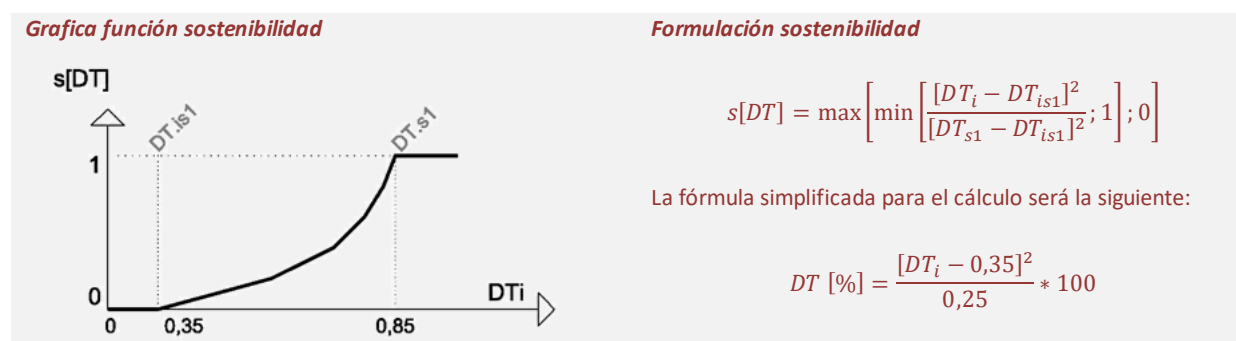 Grafica función sostenibilidad
s[DT]
DT.is1
DT.s1
1
0
DTi
0
0,35
0,85
Formulación sostenibilidad
s[DT] = max[min[[DT_i − DT_is1]^2 / [DT_s1 − DT_is1]^2 ; 1]; 0]
La fórmula simplificada para el cálculo será la siguiente:
DT [%] = [DT_i − 0,35]^2 / 0,25 * 100